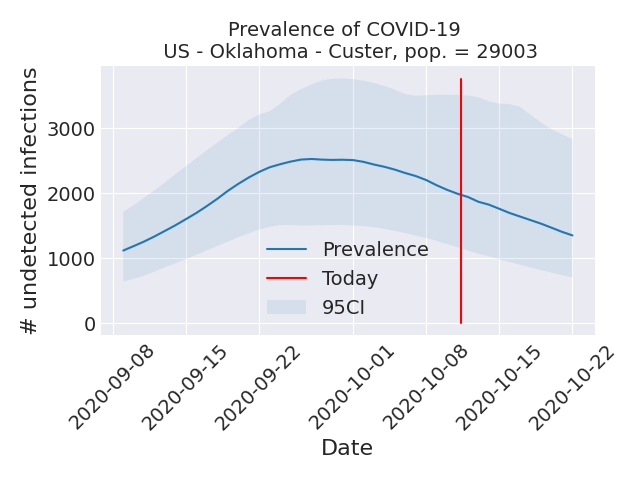 Prevalence of COVID-19
US - Oklahoma - Custer, pop. = 29003
# undetected infections
3000
2000
1000
0
Prevalence
Today
95CI
2020-09-08
2020-09-15
2020-09-22
2020-10-01
2020-10-08
2020-10-15
2020-10-22
Date